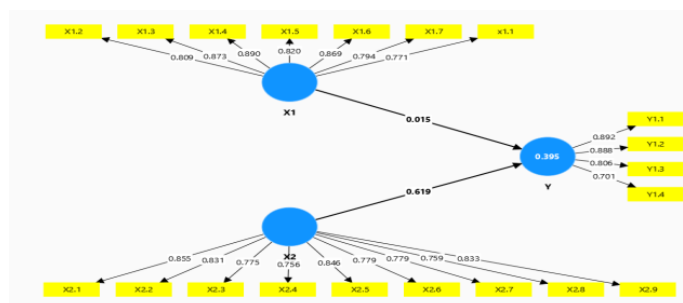 X1.2 X1.3 X1.4 X1.5 X1.6 X1.7 x1.1
0.809 0.873 0.890 0.820 0.869 0.794 0.771
X1
0.015
Y1.1
0.892
Y1.2
0.888
0.395
0.806
Y1.3
0.701
Y
Y1.4
0.619
X2
0.855 0.831 0.775 0.756 0.846 0.779 0.779 0.759 0.833
X2.1 X2.2 X2.3 X2.4 X2.5 X2.6 X2.7 X2.8 X2.9